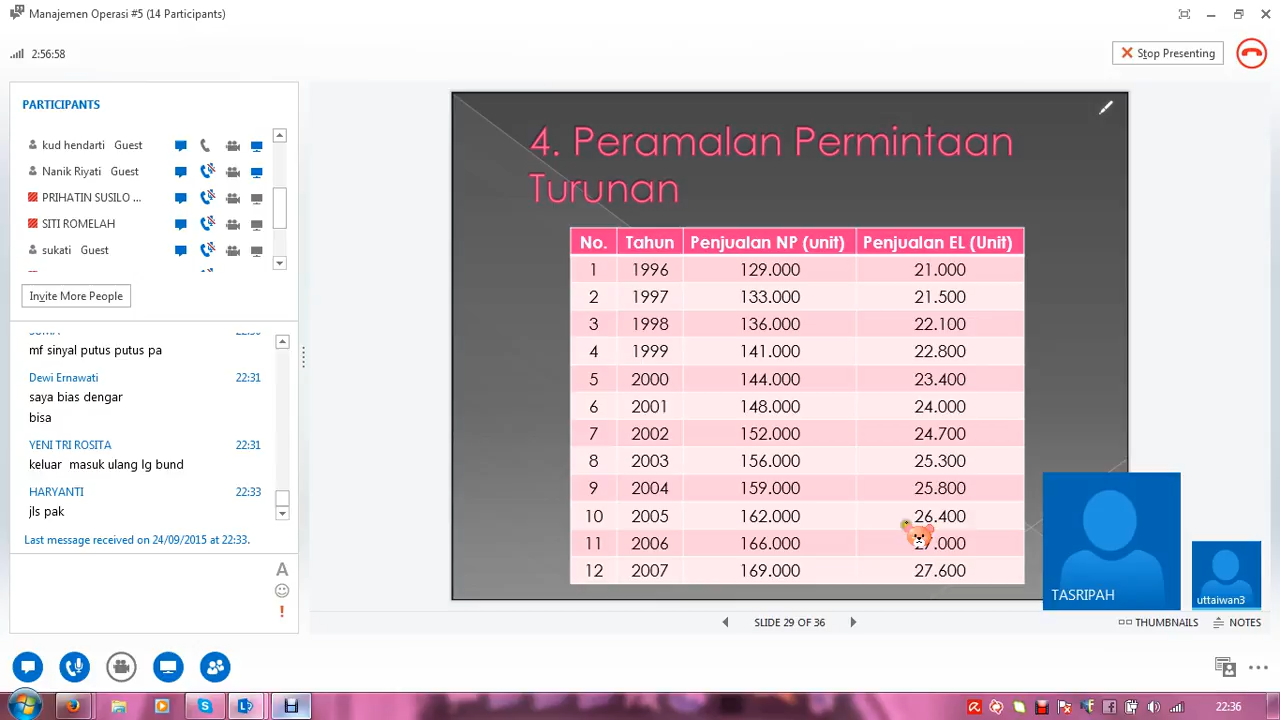 Manajemen Operasi #5 (14 Participants)
2:56:58
Stop Presenting
PARTICIPANTS
kud hendarti Guest
Nanik Riyati Guest
PRIHATIN SUSILO ...
SITI ROMELAH
sukati Guest
Invite More People
22:30
mf sinyal putus putus pa
Dewi Ernawati 22:31
saya bias dengar
bisa
YENI TRI ROSITA 22:31
keluar masuk ulang lg bund
HARYANTI 22:33
jls pak
Last message received on 24/09/2015 at 22:33.
A
!
4. Peramalan Permintaan
Turunan
No. Tahun Penjualan NP (unit) Penjualan EL (Unit)
1 1996 129.000 21.000
2 1997 133.000 21.500
3 1998 136.000 22.100
4 1999 141.000 22.800
5 2000 144.000 23.400
6 2001 148.000 24.000
7 2002 152.000 24.700
8 2003 156.000 25.300
9 2004 159.000 25.800
10 2005 162.000 26.400
11 2006 166.000 27.000
12 2007 169.000 27.600
TASRIPAH
uttaiwan3
SLIDE 29 OF 36
THUMBNAILS
NOTES
22:36